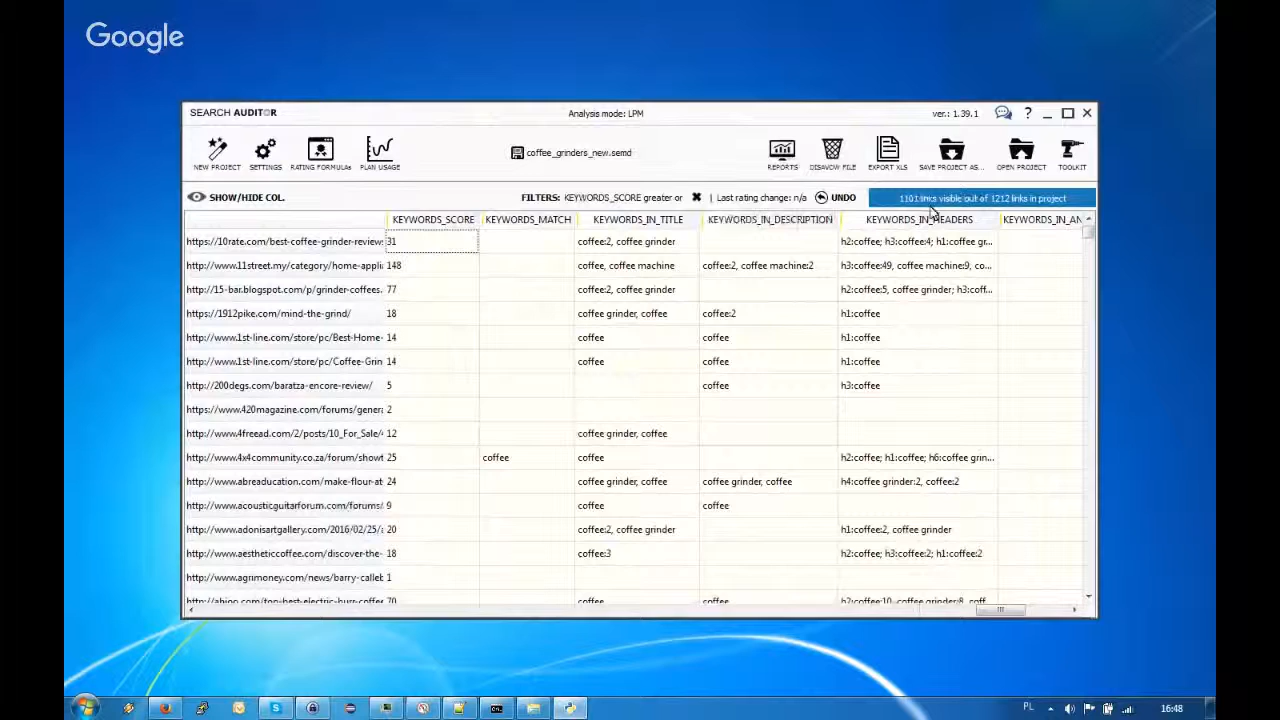 Google
SEARCH AUDITOR
Analysis mode: LPM
ver.: 1.39.1
?
NEW PROJECT
SETTINGS
RATING FORMULAS
PLAN USAGE
coffee_grinders_new.semd
REPORTS
DISAVOW FILE
EXPORT XLS
SAVE PROJECT AS...
OPEN PROJECT
TOOLKIT
SHOW/HIDE COL.
FILTERS: KEYWORDS_SCORE greater or
| Last rating change: n/a
UNDO
1101 links visible out of 1212 links in project
KEYWORDS_SCORE KEYWORDS_MATCH KEYWORDS_IN_TITLE KEYWORDS_IN_DESCRIPTION KEYWORDS_IN_HEADERS KEYWORDS_IN_AN
https://10rate.com/best-coffee-grinder-review: 31 coffee:2, coffee grinder h2:coffee; h3:coffee:4; h1:coffee gr...
http://www.11street.my/category/home-appli 148 coffee, coffee machine coffee:2, coffee machine:2 h3:coffee:49, coffee machine:9, co...
http://15-bar.blogspot.com/p/grinder-coffees. 77 coffee:2, coffee grinder h2:coffee:5, coffee grinder; h3:coff...
https://1912pike.com/mind-the-grind/ 18 coffee grinder, coffee coffee:2 h1:coffee
http://www.1st-line.com/store/pc/Best-Home- 14 coffee coffee h1:coffee
http://www.1st-line.com/store/pc/Coffee-Grin 14 coffee coffee h1:coffee
http://200degs.com/baratza-encore-review/ 5 coffee h3:coffee
https://www.420magazine.com/forums/gener 2
http://www.4freead.com/2/posts/10_For_Sale/ 12 coffee grinder, coffee
http://www.4x4community.co.za/forum/show 25 coffee coffee h2:coffee; h1:coffee; h6:coffee grin...
http://www.abreaducation.com/make-flour-at 24 coffee grinder, coffee coffee grinder, coffee h4:coffee grinder:2, coffee:2
http://www.acousticguitarforum.com/forums/ 9 coffee coffee
http://www.adonisartgallery.com/2016/02/25/ 20 coffee:2, coffee grinder h1:coffee:2, coffee grinder
http://www.aestheticcoffee.com/discover-the- 18 coffee:3 h2:coffee; h3:coffee:2; h1:coffee:2
http://www.agrimoney.com/news/barry-calleb 1
70 coffee coffee h2:coffee:10, coffee grinder:8, coff
PL
16:48